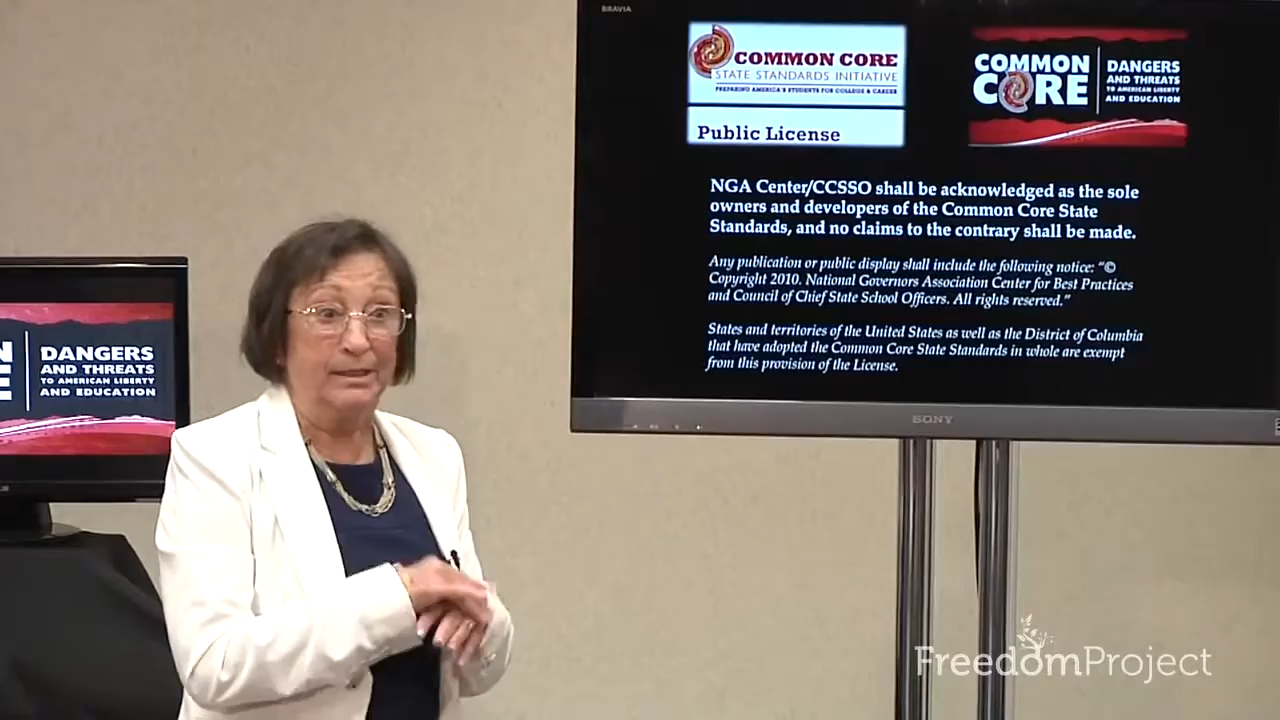 BRAVIA
COMMON CORE
STATE STANDARDS INITIATIVE
PREPARING AMERICA'S STUDENTS FOR COLLEGE & CAREER
Public License
COMMON
CORE
DANGERS
AND THREATS
TO AMERICAN LIBERTY
AND EDUCATION
NGA Center/CCSSO shall be acknowledged as the sole
owners and developers of the Common Core State
Standards, and no claims to the contrary shall be made.
Any publication or public display shall include the following notice: “©
Copyright 2010. National Governors Association Center for Best Practices
and Council of Chief State School Officers. All rights reserved.”
States and territories of the United States as well as the District of Columbia
that have adopted the Common Core State Standards in whole are exempt
from this provision of the License.
SONY
N
E
DANGERS
AND THREATS
TO AMERICAN LIBERTY
AND EDUCATION
FreedomProject